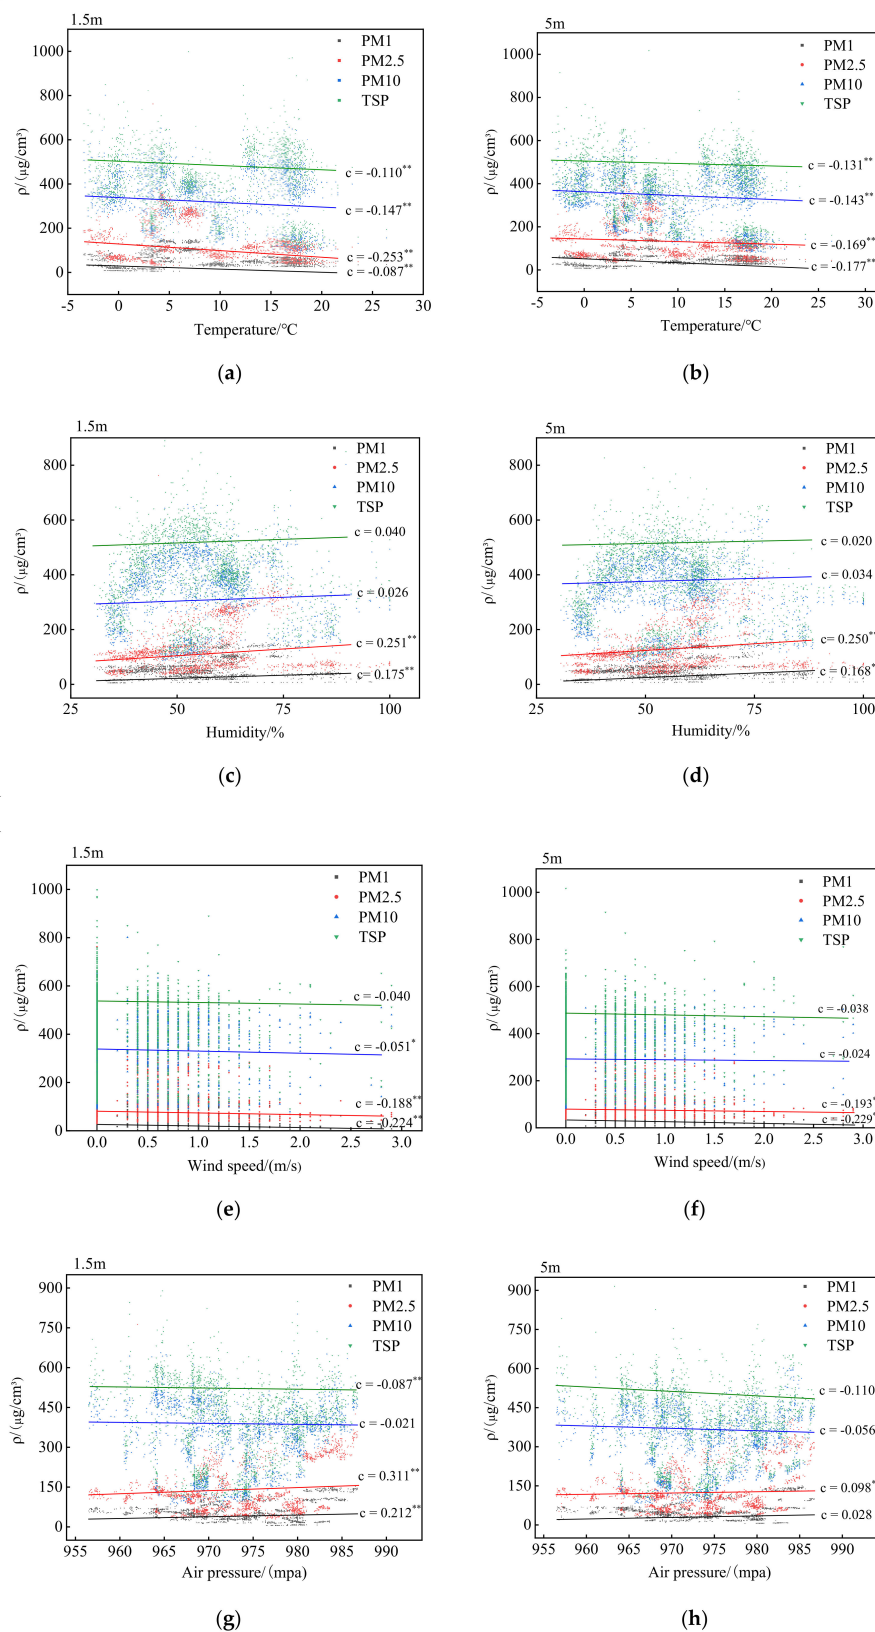 1.5m
PM1
PM2.5
PM10
TSP
1000
800
600
400
200
0
ρ/(µg/cm³)
c = -0.110**
c = -0.147**
c = -0.253**
c = -0.087**
-5 0 5 10 15 20 25 30
Temperature/°C
(a)
5m
PM1
PM2.5
PM10
TSP
1000
800
600
400
200
0
ρ/(µg/cm³)
c = -0.131**
c = -0.143**
c = -0.169**
c = -0.177**
-5 0 5 10 15 20 25 30
Temperature/°C
(b)
1.5m
PM1
PM2.5
PM10
TSP
800
600
400
200
0
ρ/(µg/cm³)
c = 0.040
c = 0.026
c = 0.251**
c = 0.175**
25 50 75 100
Humidity/%
(c)
5m
PM1
PM2.5
PM10
TSP
800
600
400
200
0
ρ/(µg/cm³)
c = 0.020
c = 0.034
c = 0.250**
c = 0.168*
25 50 75 100
Humidity/%
(d)
1.5m
PM1
PM2.5
PM10
TSP
1000
800
600
400
200
0
ρ/(µg/cm³)
c = -0.040
c = -0.051*
c = -0.188**
c = -0.224**
0.0 0.5 1.0 1.5 2.0 2.5 3.0
Wind speed/(m/s)
(e)
5m
PM1
PM2.5
PM10
TSP
1000
800
600
400
200
0
ρ/(µg/cm³)
c = -0.038
c = -0.024
c = -0.193*
c = -0.229*
0.0 0.5 1.0 1.5 2.0 2.5 3.0
Wind speed/(m/s)
(f)
1.5m
PM1
PM2.5
PM10
TSP
900
750
600
450
300
150
0
ρ/(µg/cm³)
c = -0.087**
c = -0.021
c = 0.311**
c = 0.212**
955 960 965 970 975 980 985 990
Air pressure/(mpa)
(g)
5m
PM1
PM2.5
PM10
TSP
900
750
600
450
300
150
0
ρ/(µg/cm³)
c = -0.110
c = -0.056
c = 0.098*
c = 0.028
955 960 965 970 975 980 985 990
Air pressure/(mpa)
(h)